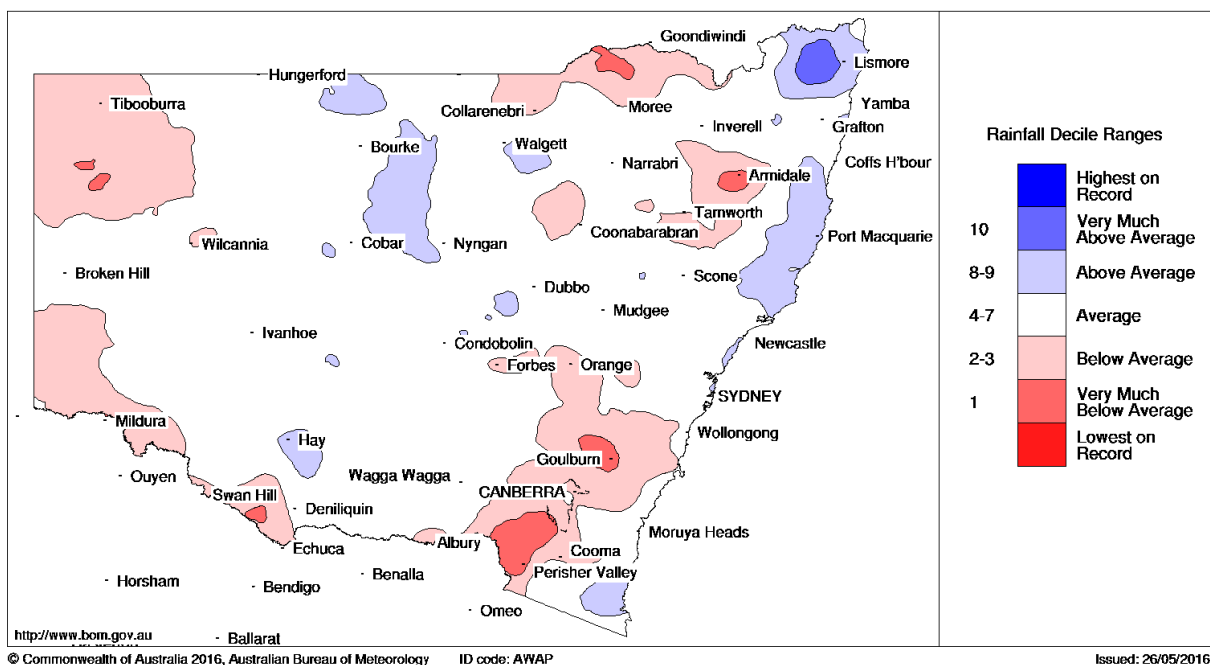 Goondiwindi
Hungerford
Lismore
Tibooburra
Collarenebri
Moree
Yamba
Inverell
Grafton
Bourke
Walgett
Narrabri
Coffs H'bour
Armidale
Tamworth
Wilcannia
Cobar
Nyngan
Coonabarabran
Port Macquarie
Broken Hill
Scone
Dubbo
Mudgee
Ivanhoe
Condobolin
Newcastle
Forbes
Orange
SYDNEY
Mildura
Hay
Wollongong
Goulburn
Ouyen
Wagga Wagga
Swan Hill
CANBERRA
Deniliquin
Moruya Heads
Echuca
Albury
Cooma
Horsham
Bendigo
Benalla
Perisher Valley
Omeo
http://www.bom.gov.au
Ballarat
Rainfall Decile Ranges
Highest on
Record
10 Very Much
Above Average
8-9 Above Average
4-7 Average
2-3 Below Average
1 Very Much
Below Average
Lowest on
Record
© Commonwealth of Australia 2016, Australian Bureau of Meteorology ID code: AWAP Issued: 26/05/2016